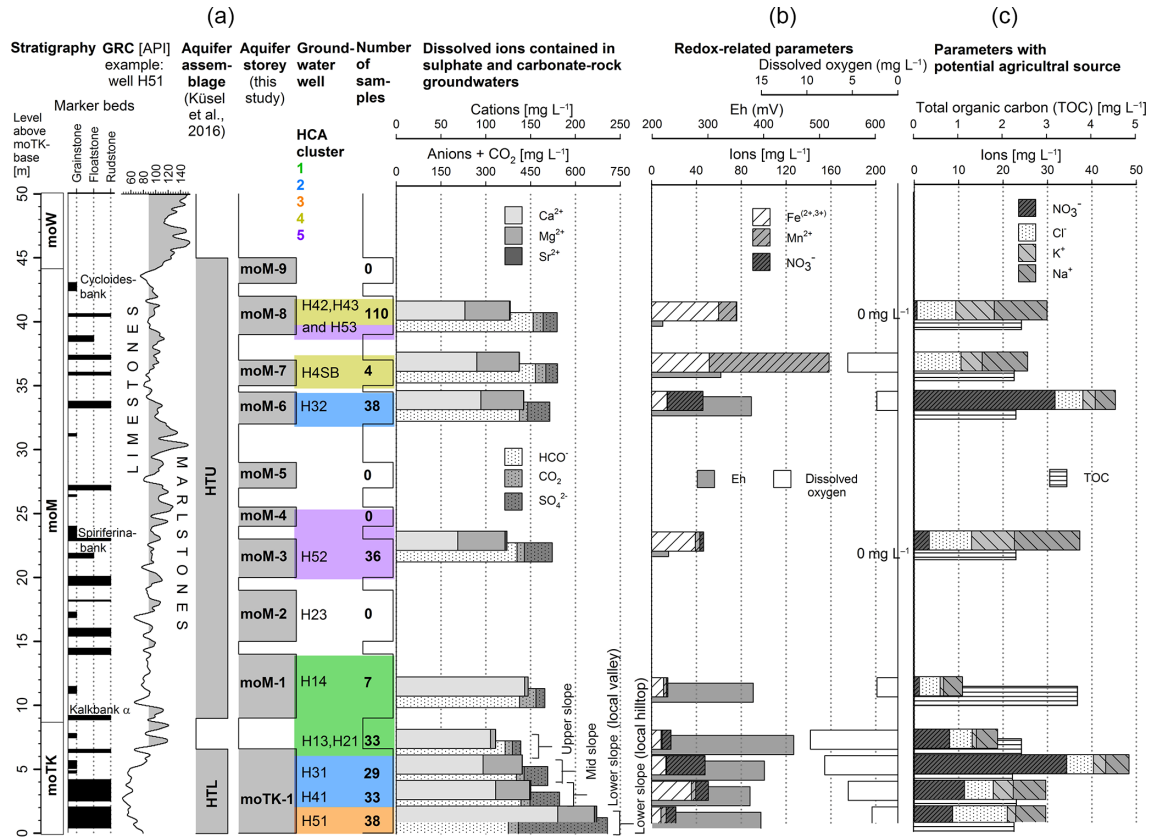 (a)
(b)
(c)
Stratigraphy
GRC [API]
example:
well H51
Aquifer
assem-
blage
(Küsel
et al.,
2016)
Aquifer
storey
(this
study)
Ground-
water
well
Number
of
sam-
ples
Dissolved ions contained in
sulphate and carbonate-rock
groundwaters
Redox-related parameters
Parameters with
potential agricultral source
Marker beds
Level
above
moTK-
base
[m]
Grainstone
Floatstone
Rudstone
60
80
100
120
140
HCA
cluster
1
2
3
4
5
Cations [mg L⁻¹]
0 50 100 150 200 250
Anions + CO₂ [mg L⁻¹]
0 150 300 450 600 750
Dissolved oxygen (mg L⁻¹)
15 10 5 0
Eh (mV)
200 300 400 500 600
Ions [mg L⁻¹]
0 40 80 120 160 200
Total organic carbon (TOC) [mg L⁻¹]
0 1 2 3 4 5
Ions [mg L⁻¹]
0 10 20 30 40 50
50
45
40
35
30
25
20
15
10
5
0
moW
moM
moTK
Cycloides-
bank
Spiriferina-
bank
Kalkbank α
LIMESTONES
MARLSTONES
HTU
HTL
Ca²⁺
Mg²⁺
Sr²⁺
Fe⁽²⁺,³⁺⁾
Mn²⁺
NO₃⁻
NO₃⁻
Cl⁻
K⁺
Na⁺
moM-9 0
moM-8 H42,H43
and H53 110
0 mg L⁻¹
moM-7 H4SB 4
moM-6 H32 38
HCO⁻
CO₂
SO₄²⁻
Eh
Dissolved
oxygen
TOC
moM-5 0
moM-4 0
moM-3 H52 36
0 mg L⁻¹
moM-2 H23 0
moM-1 H14 7
H13,H21 33
H31 29
moTK-1 H41 33
H51 38
Upper slope
Mid slope
Lower slope (local valley)
Lower slope (local hilltop)